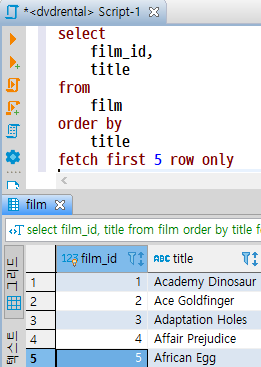 *<dvdrental> Script-1
select
film_id,
title
from
film
order by
title
fetch first 5 row only
film
select film_id, title from film order by title fe
그리드
텍스트
123 film_id
ABC title
1 1 Academy Dinosaur
2 2 Ace Goldfinger
3 3 Adaptation Holes
4 4 Affair Prejudice
5 5 African Egg